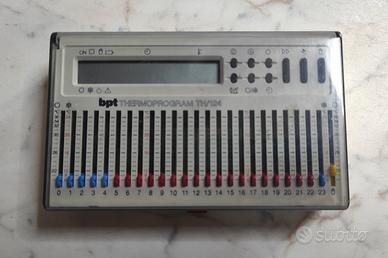 ON
bpt THERMOPROGRAM TH/124
0 1 2 3 4 5 6 7 8 9 10 11 12 13 14 15 16 17 18 19 20 21 22 23
subito